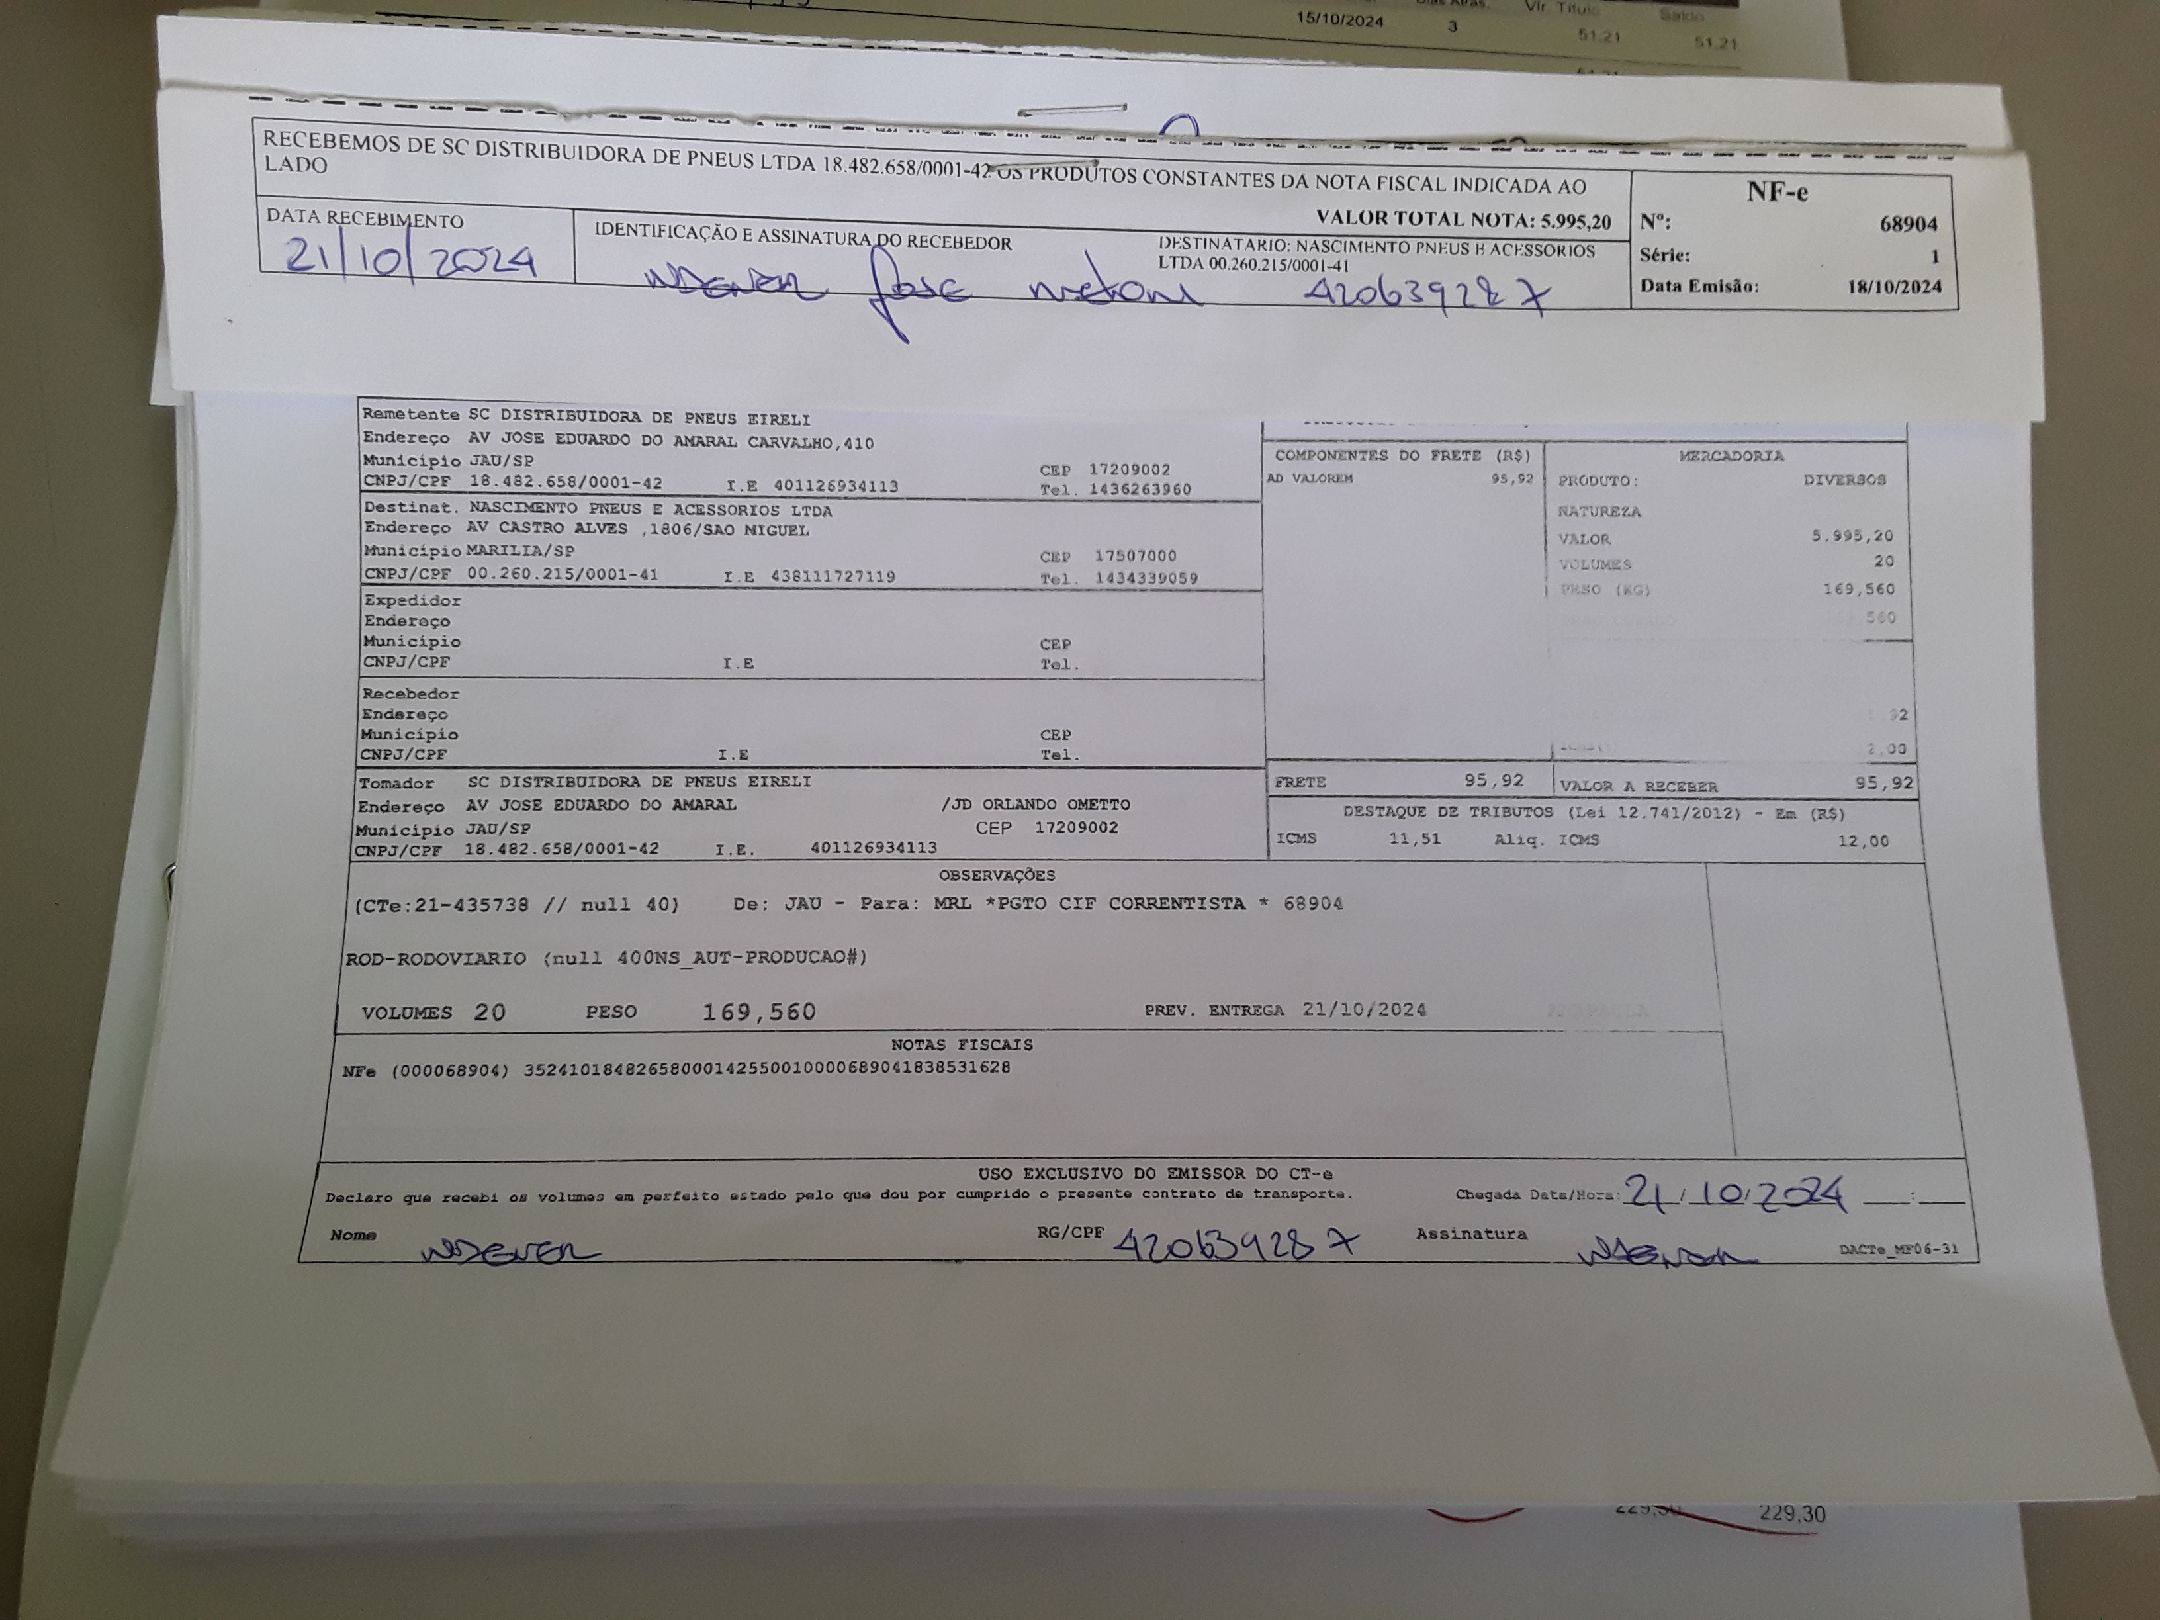 15/10/2024 3 Vlr. Título Saldo
51,21 51,21
RECEBEMOS DE SC DISTRIBUIDORA DE PNEUS LTDA 18.482.658/0001-42 OS PRODUTOS CONSTANTES DA NOTA FISCAL INDICADA AO
LADO
VALOR TOTAL NOTA: 5.995,20
NF-e
Nº: 68904
Série: 1
Data Emisão: 18/10/2024
DATA RECEBIMENTO
21/10/2024
IDENTIFICAÇÃO E ASSINATURA DO RECEBEDOR
DESTINATARIO: NASCIMENTO PNEUS E ACESSORIOS
LTDA 00.260.215/0001-41
420639287
Remetente SC DISTRIBUIDORA DE PNEUS EIRELI
Endereço AV JOSE EDUARDO DO AMARAL CARVALHO,410
Município JAU/SP CEP 17209002
CNPJ/CPF 18.482.658/0001-42 I.E 401126934113 Tel. 1436263960
Destinat. NASCIMENTO PNEUS E ACESSORIOS LTDA
Endereço AV CASTRO ALVES ,1806/SAO MIGUEL
Município MARILIA/SP CEP 17507000
CNPJ/CPF 00.260.215/0001-41 I.E 438111727119 Tel. 1434339059
Expedidor
Endereço
Município CEP
CNPJ/CPF I.E Tel.
Recebedor
Endereço
Município CEP
CNPJ/CPF I.E Tel.
Tomador SC DISTRIBUIDORA DE PNEUS EIRELI
Endereço AV JOSE EDUARDO DO AMARAL /JD ORLANDO OMETTO
Município JAU/SP CEP 17209002
CNPJ/CPF 18.482.658/0001-42 I.E. 401126934113
COMPONENTES DO FRETE (R$)
AD VALOREM 95,92
MERCADORIA
PRODUTO: DIVERSOS
NATUREZA
VALOR 5.995,20
VOLUMES 20
PESO (KG) 169,560
560
92
2,00
FRETE 95,92 VALOR A RECEBER 95,92
DESTAQUE DE TRIBUTOS (Lei 12.741/2012) - Em (R$)
ICMS 11,51 Aliq. ICMS 12,00
OBSERVAÇÕES
(CTe:21-435738 // null 40) De: JAU - Para: MRL *PGTO CIF CORRENTISTA * 68904
ROD-RODOVIARIO (null 400NS_AUT-PRODUCAO#)
VOLUMES 20 PESO 169,560 PREV. ENTREGA 21/10/2024
NOTAS FISCAIS
NFe (000068904) 35241018482658000142550010000689041838531628
USO EXCLUSIVO DO EMISSOR DO CT-e
Declaro que recebi os volumes em perfeito estado pelo que dou por cumprido o presente contrato de transporte. Chegada Data/Hora: 21/10/2024 :
Nome RG/CPF 420639287 Assinatura DACTe_MF06-31
229,30